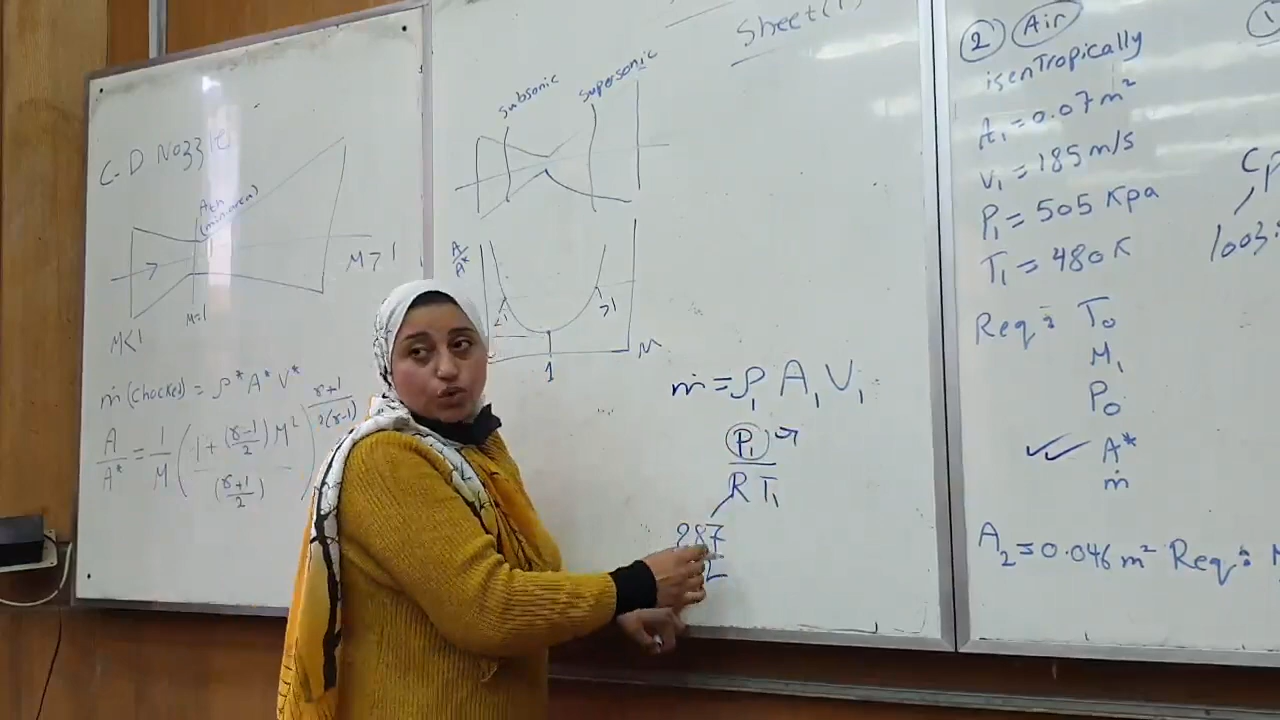 C-D Nozzle
Ath
(min. area)
M > 1
M=1
M<1
ṁ (chocked) = ρ* A* V*
A/A* = 1/M ( 1 + (γ-1/2) M² / (γ+1/2) ) γ+1/2(γ-1)
subsonic
supersonic
A/A*
<1
>1
M
1
Sheet(1)
ṁ = ρ₁ A₁ V₁
P₁
R T₁
287
② Air
isentropically
A₁ = 0.07 m²
V₁ = 185 m/s
P₁ = 505 Kpa
T₁ = 480 K
Req: T₀
M₁
P₀
A*
ṁ
A₂ = 0.046 m² Req:
Cp